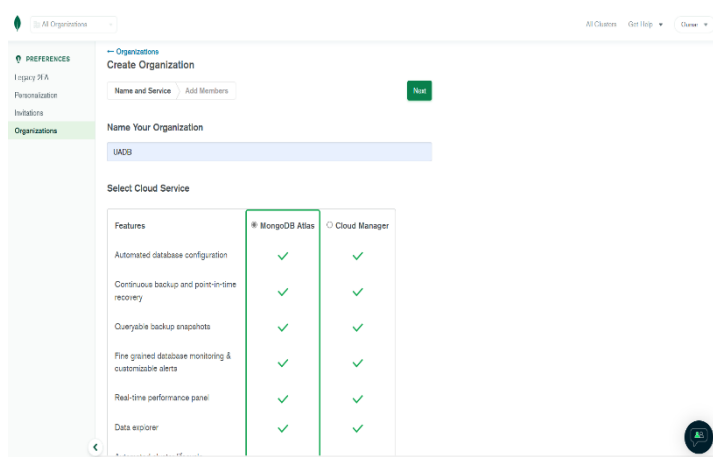 All Organizations
All Clusters Get Help
PREFERENCES
Legacy 2FA
Personalization
Invitations
Organizations
← Organizations
Create Organization
Name and Service Add Members Next
Name Your Organization
UADB
Select Cloud Service
Features MongoDB Atlas Cloud Manager
Automated database configuration
Continuous backup and point-in-time
recovery
Queryable backup snapshots
Fine grained database monitoring &
customizable alerts
Real-time performance panel
Data explorer